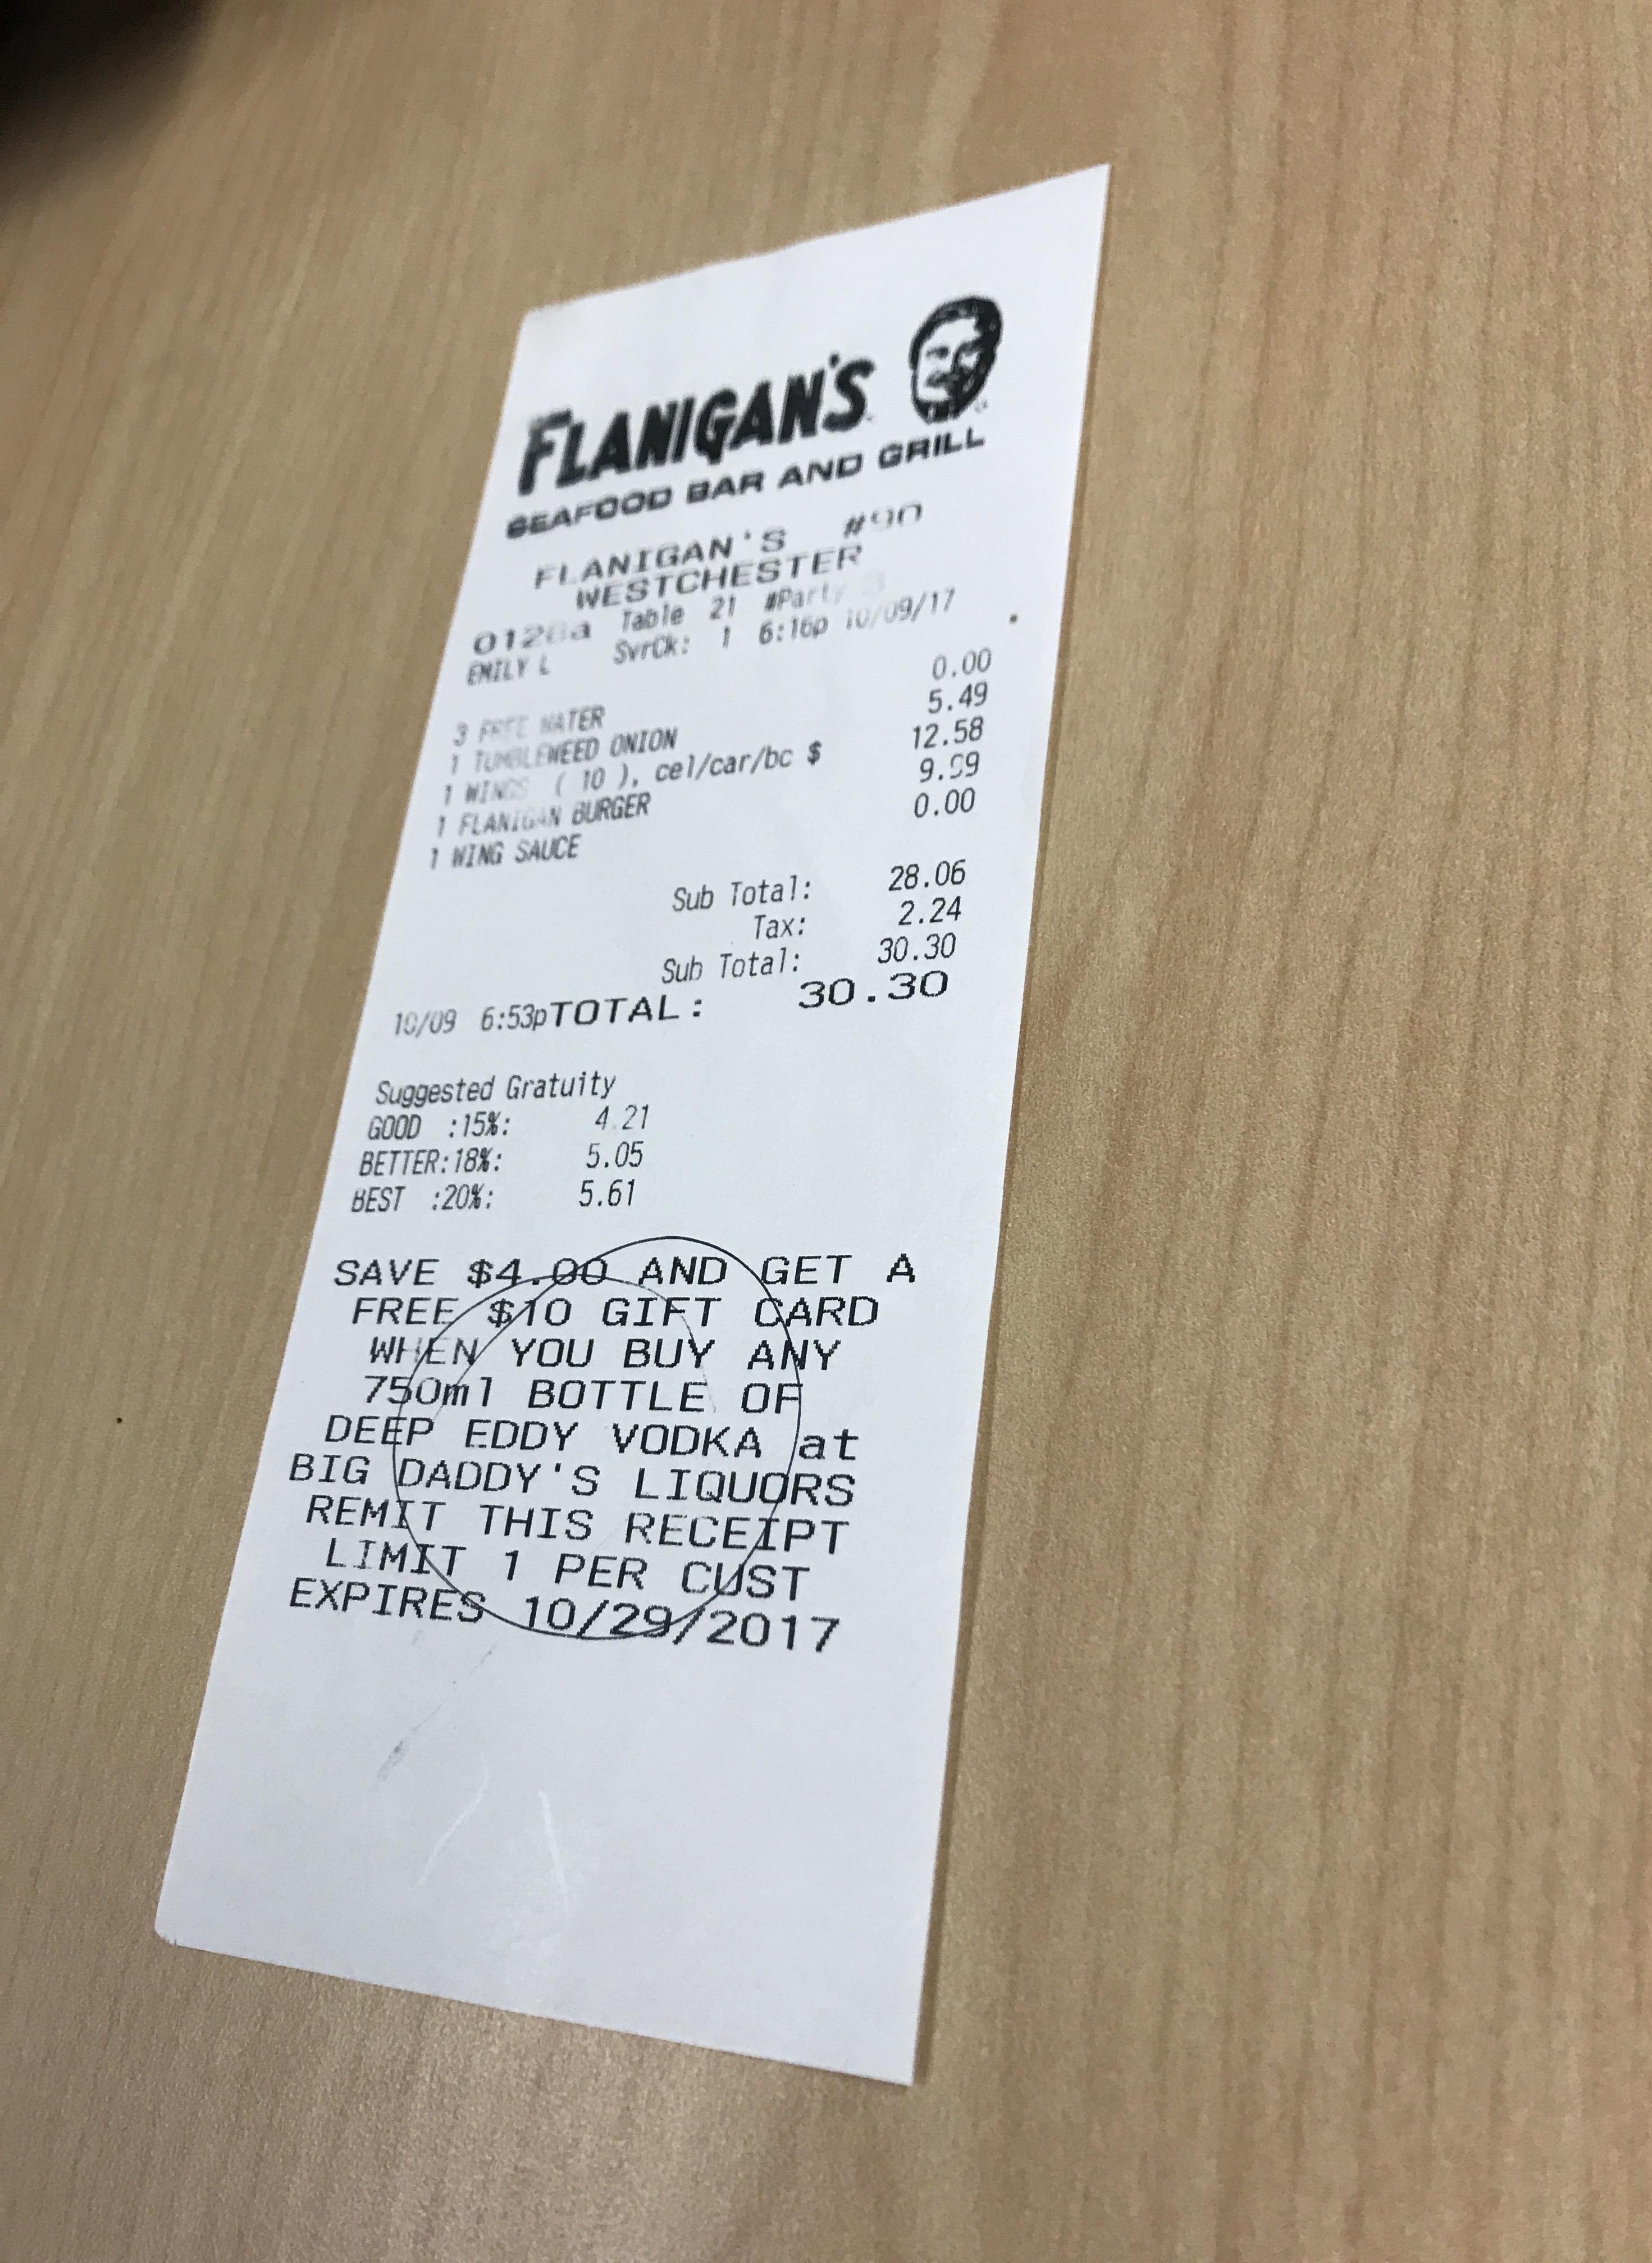 FLANIGAN'S
SEAFOOD BAR AND GRILL
FLANIGAN'S #90
WESTCHESTER
Table 21 #Party 3
EMILY L SvrCk: 1 6:16p 10/09/17
3 FREE WATER 0.00
1 TUMBLEWEED ONION 5.49
1 WINGS ( 10 ), cel/car/bc $ 12.58
1 FLANIGAN BURGER 9.99
1 WING SAUCE 0.00
Sub Total: 28.06
Tax: 2.24
Sub Total: 30.30
10/09 6:53pTOTAL: 30.30
Suggested Gratuity
GOOD :15%: 4.21
BETTER:18%: 5.05
BEST :20%: 5.61
SAVE $4.00 AND GET A
FREE $10 GIFT CARD
WHEN YOU BUY ANY
750ml BOTTLE OF
DEEP EDDY VODKA at
BIG DADDY'S LIQUORS
REMIT THIS RECEIPT
LIMIT 1 PER CUST
EXPIRES 10/29/2017